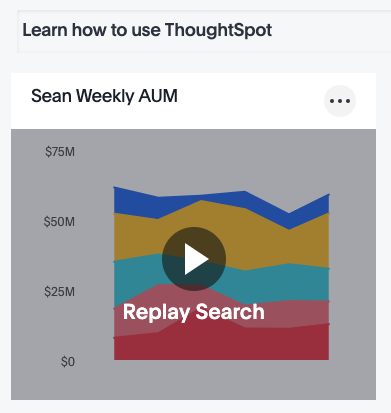 Learn how to use ThoughtSpot
Sean Weekly AUM
$75M
$50M
$25M
Replay Search
$0